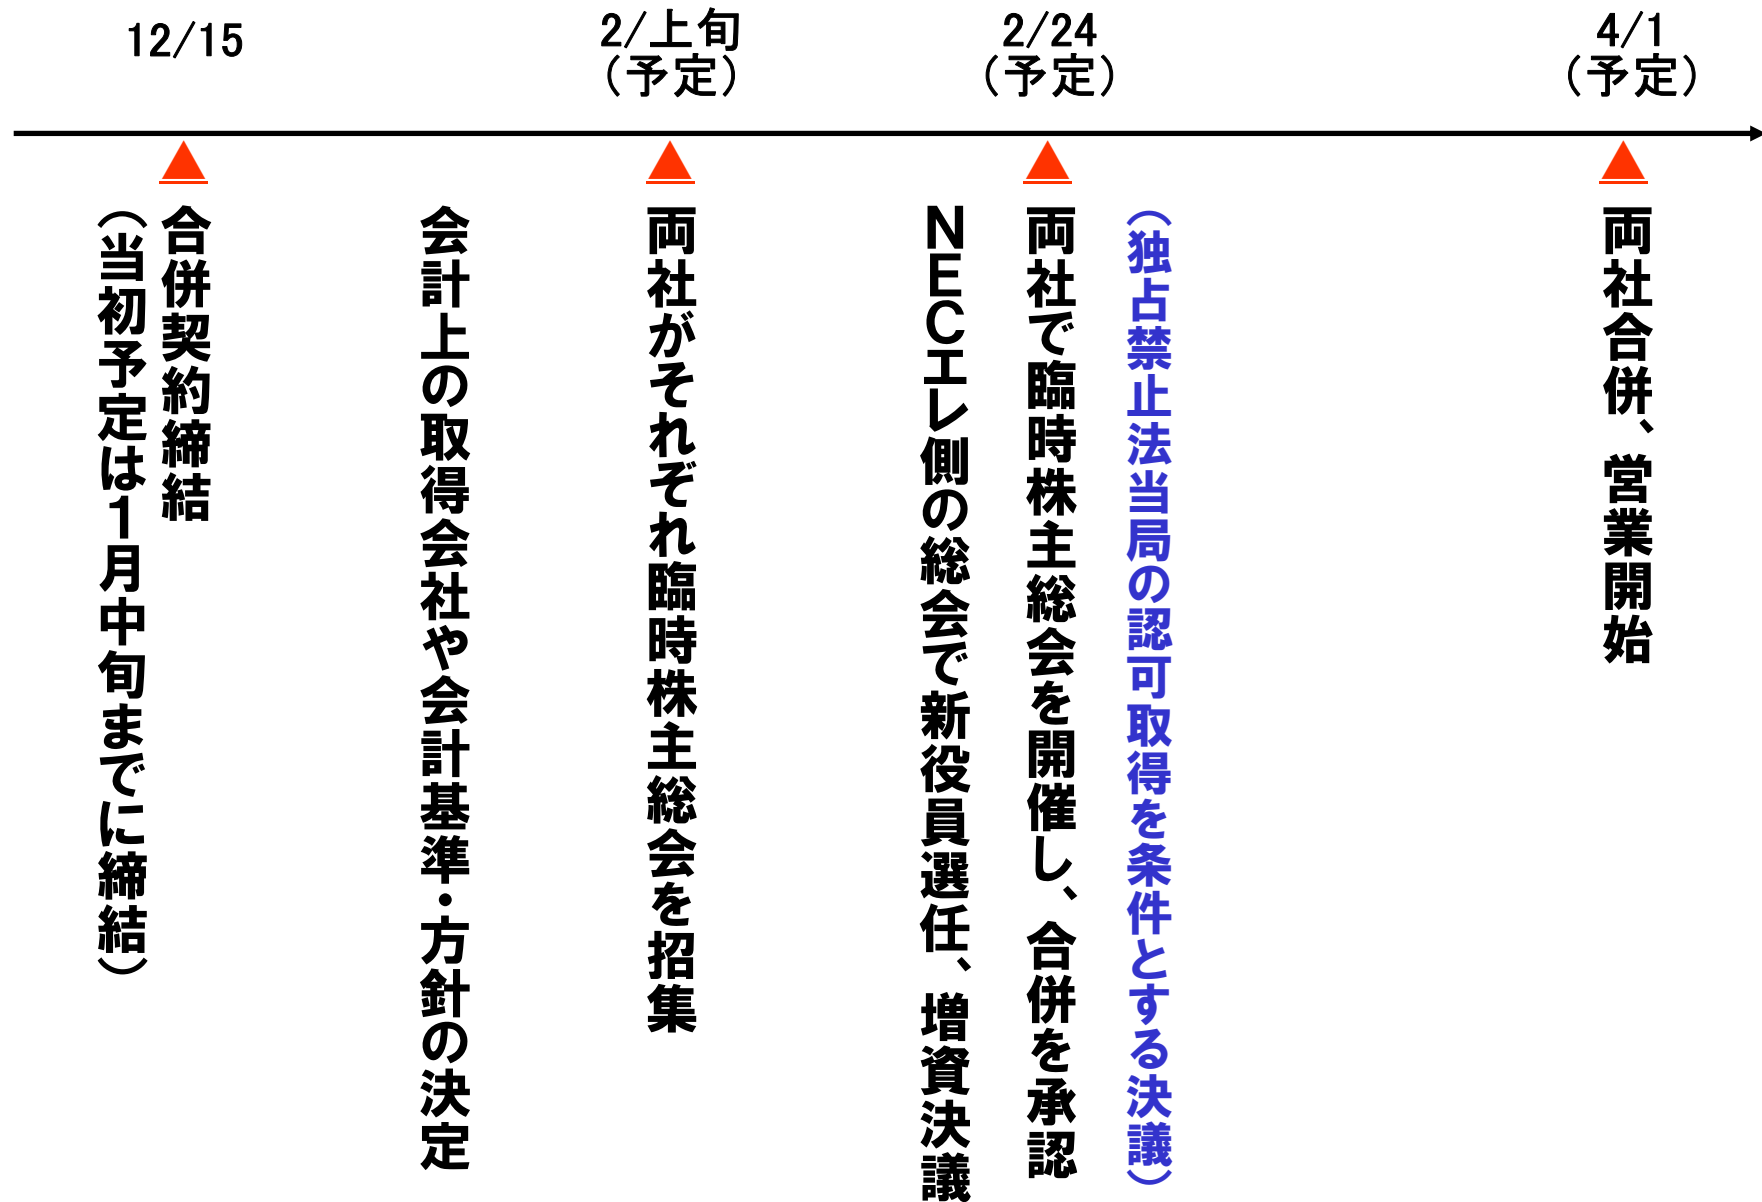 12/15
2/上旬
(予定)
2/24
(予定)
4/1
(予定)
合併契約締結
(当初予定は１月中旬までに締結)
会計上の取得会社や会計基準・方針の決定
両社がそれぞれ臨時株主総会を招集
両社で臨時株主総会を開催し、合併を承認
ＮＥＣエレ側の総会で新役員選任、増資決議
(独占禁止法当局の認可取得を条件とする決議)
両社合併、営業開始